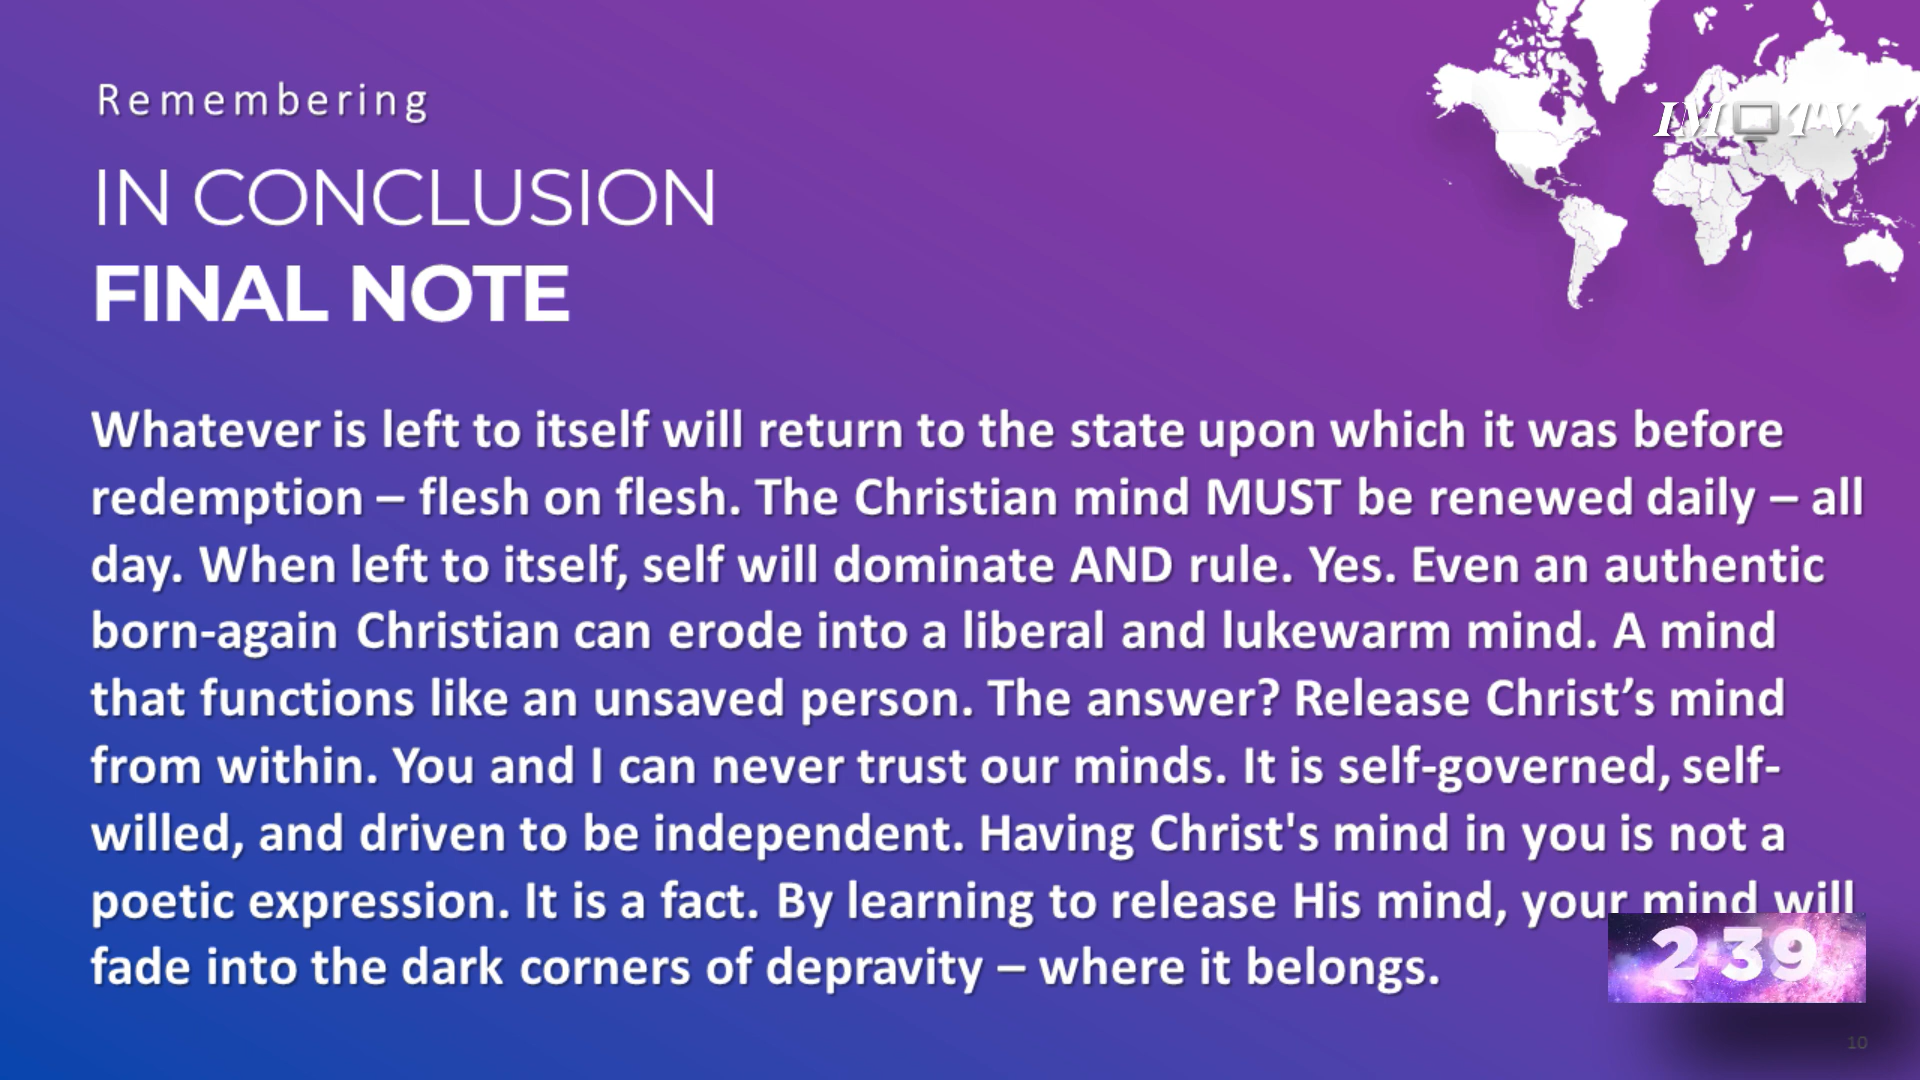 Remembering
IM TV
IN CONCLUSION
FINAL NOTE
Whatever is left to itself will return to the state upon which it was before
redemption – flesh on flesh. The Christian mind MUST be renewed daily – all
day. When left to itself, self will dominate AND rule. Yes. Even an authentic
born-again Christian can erode into a liberal and lukewarm mind. A mind
that functions like an unsaved person. The answer? Release Christ’s mind
from within. You and I can never trust our minds. It is self-governed, self-
willed, and driven to be independent. Having Christ's mind in you is not a
poetic expression. It is a fact. By learning to release His mind, your mind will
fade into the dark corners of depravity – where it belongs.
2 39
10